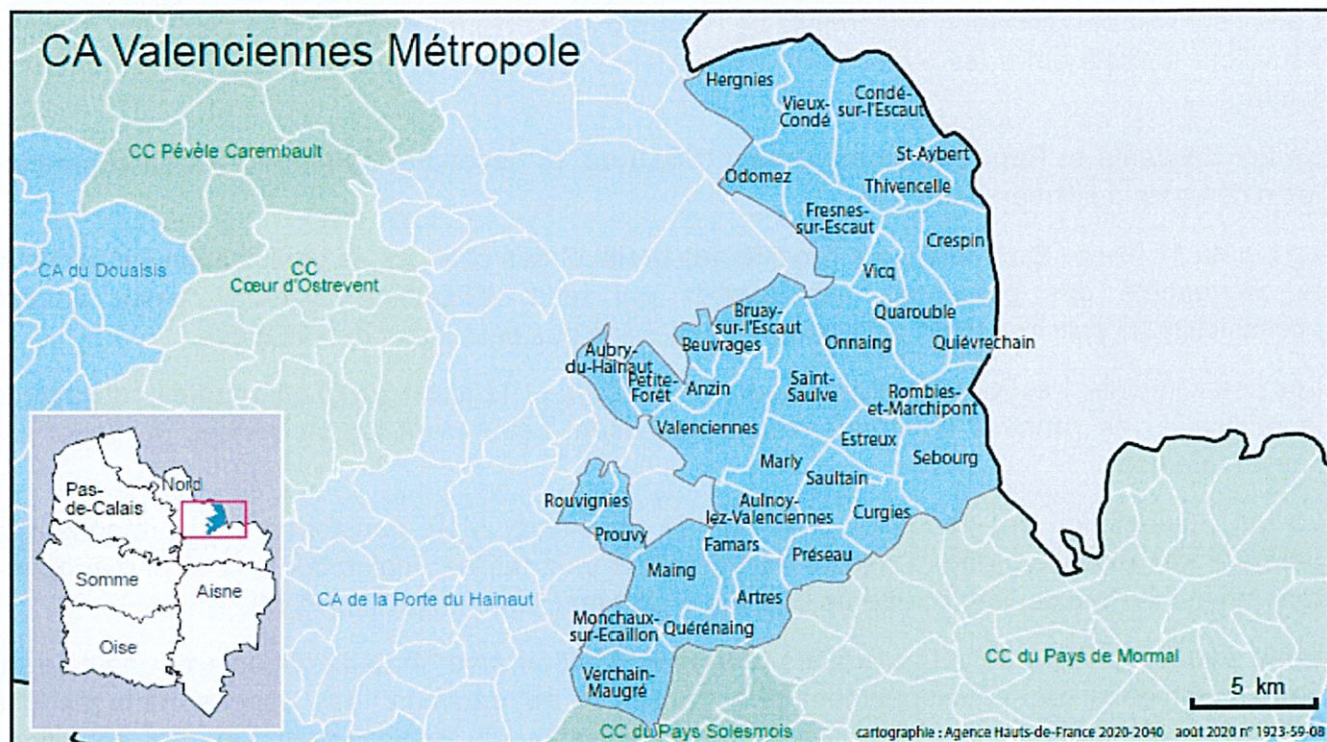 CA Valenciennes Métropole
Hergnies
Vieux-
Condé
Condé-
sur-l'Escaut
CC Pévèle Carembault
St-Aybert
Odomez
Thivencelle
Fresnes-
sur-Escaut
Crespin
CA du Douaisis
CC
Cœur d'Ostrevent
Vicq
Bruay-
sur-l'Escaut
Quarouble
Beuvrages
Onnaing
Quiévrechain
Aubry-
du-Hainaut
Petite-
Forêt
Anzin
Saint-
Saulve
Rombies-
et-Marchipont
Valenciennes
Estreux
Marly
Sebourg
Saultain
Rouvignies
Aulnoy-
lez-Valenciennes
Curgies
Prouvy
Famars
Préseau
Maing
Artres
CA de la Porte du Hainaut
Monchaux-
sur-Ecaillon
Quérénaing
Verchain-
Maugré
CC du Pays de Mormal
CC du Pays Solesmois
Nord
Pas-
de-Calais
Somme
Aisne
Oise
5 km
cartographie : Agence Hauts-de-France 2020-2040 août 2020 n° 1923-59-08